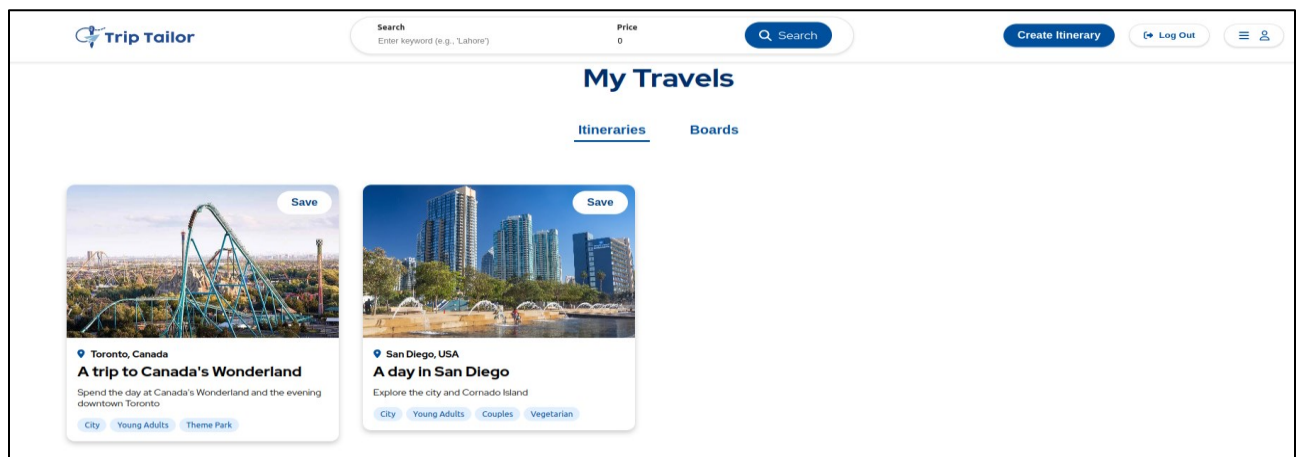 Trip Tailor
Search
Enter keyword (e.g., 'Lahore')
Price
0
Search
Create Itinerary
Log Out
My Travels
Itineraries
Boards
Save
Toronto, Canada
A trip to Canada's Wonderland
Spend the day at Canada's Wonderland and the evening
downtown Toronto
City
Young Adults
Theme Park
Save
San Diego, USA
A day in San Diego
Explore the city and Cornado Island
City
Young Adults
Couples
Vegetarian